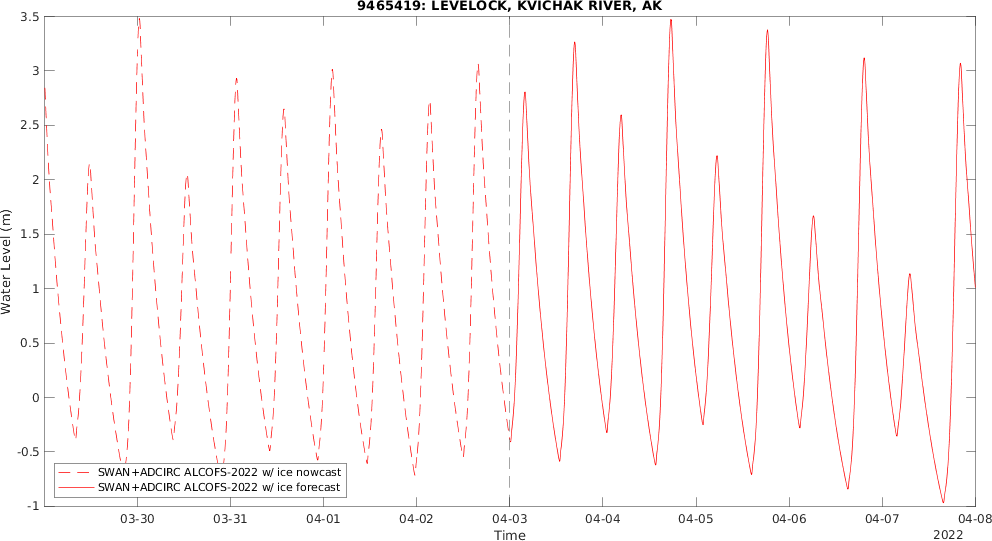 9465419: LEVELOCK, KVICHAK RIVER, AK
3.5
3
2.5
2
1.5
1
0.5
0
-0.5
-1
Water Level (m)
SWAN+ADCIRC ALCOFS-2022 w/ ice nowcast
SWAN+ADCIRC ALCOFS-2022 w/ ice forecast
03-30 03-31 04-01 04-02 04-03 04-04 04-05 04-06 04-07 04-08
Time
2022